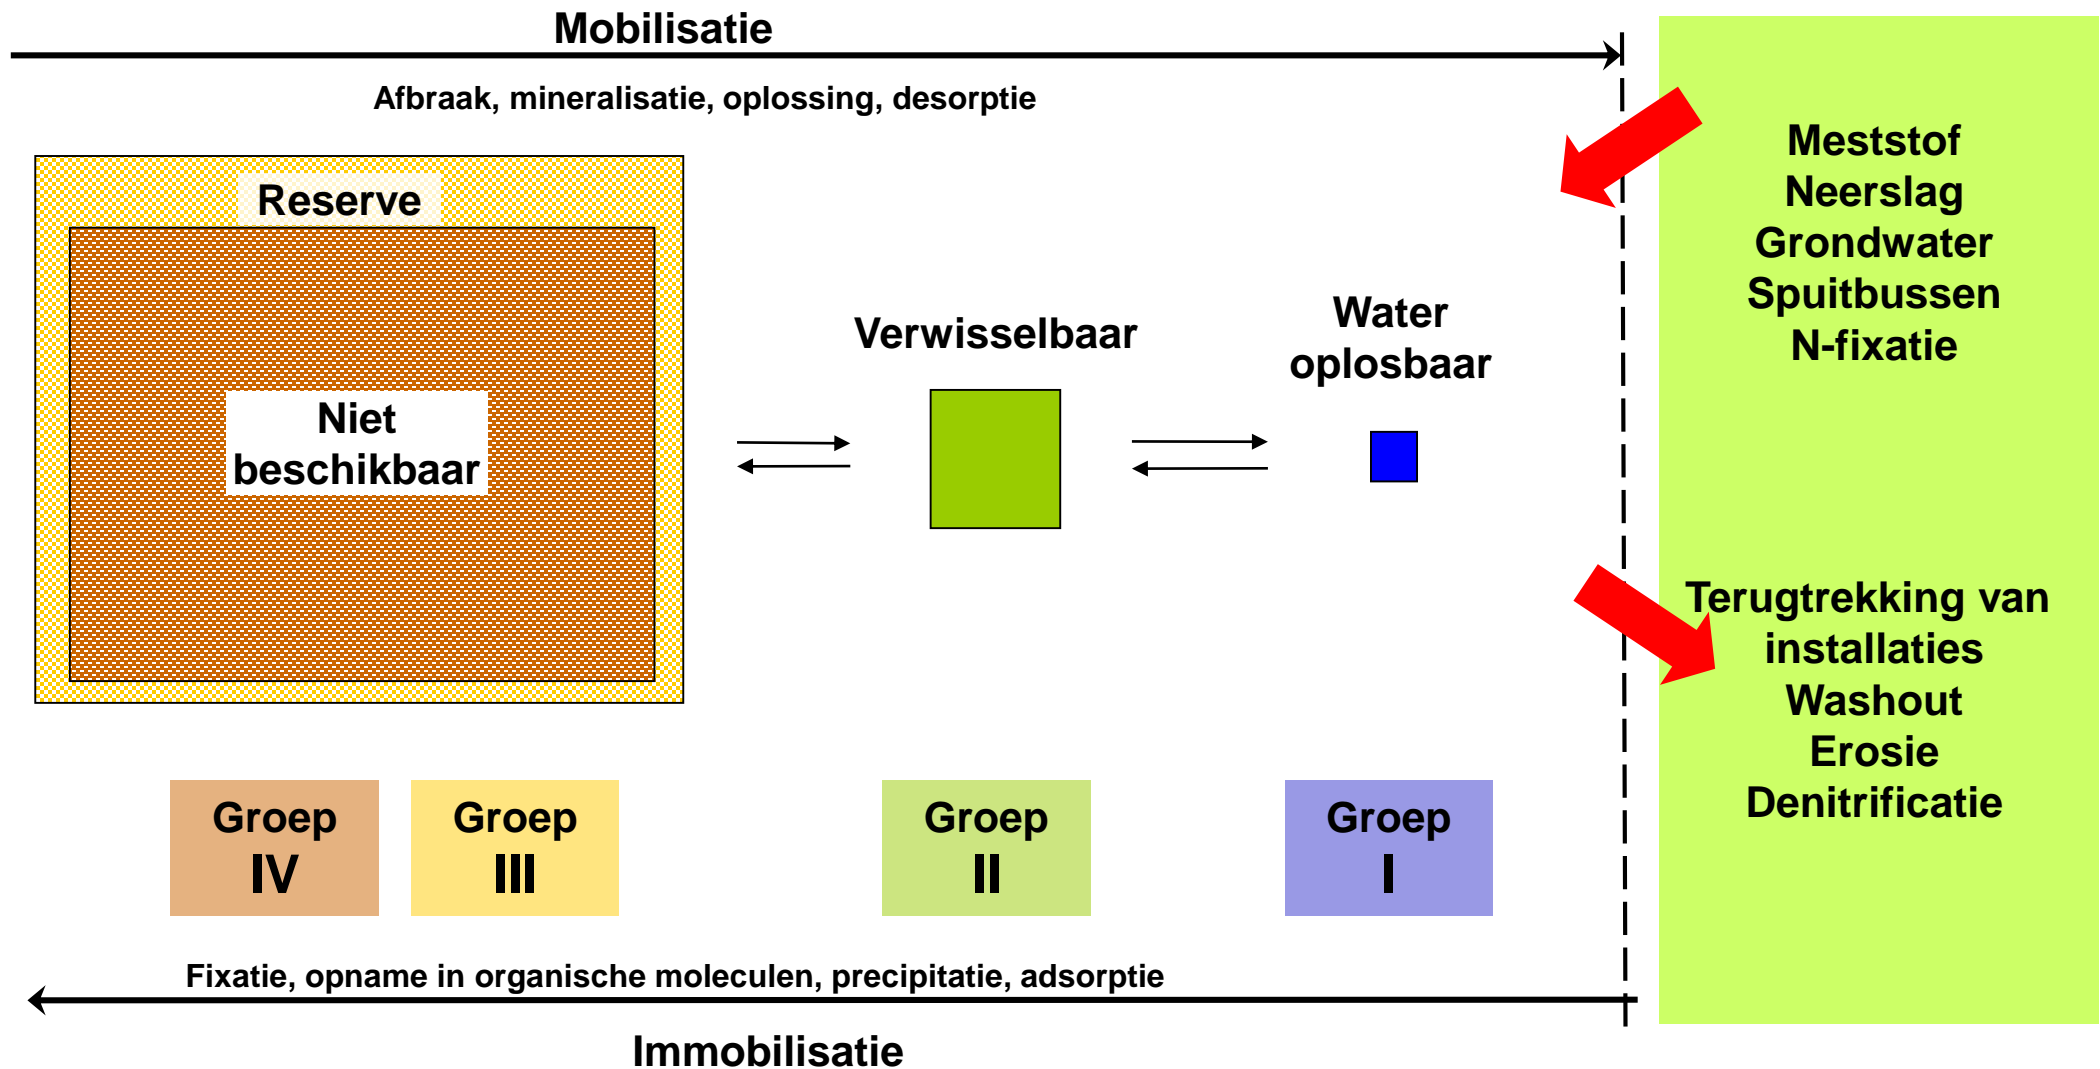 Mobilisatie
Afbraak, mineralisatie, oplossing, desorptie
Reserve
Niet
beschikbaar
Verwisselbaar
Water
oplosbaar
Meststof
Neerslag
Grondwater
Spuitbussen
N-fixatie
Terugtrekking van
installaties
Washout
Erosie
Denitrificatie
Groep
IV
Groep
III
Groep
II
Groep
I
Fixatie, opname in organische moleculen, precipitatie, adsorptie
Immobilisatie